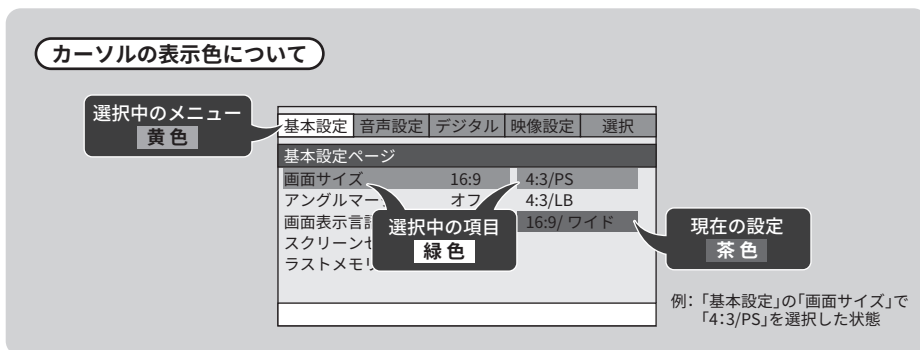 カーソルの表示色について
選択中のメニュー
黄色
基本設定 音声設定 デジタル 映像設定 選択
基本設定ページ
画面サイズ 16:9 4:3/PS
アングルマー オフ 4:3/LB
画面表示言 16:9/ ワイド
スクリーン
ラストメモ
選択中の項目
緑色
現在の設定
茶色
例：「基本設定」の「画面サイズ」で
「4：3/PS」を選択した状態